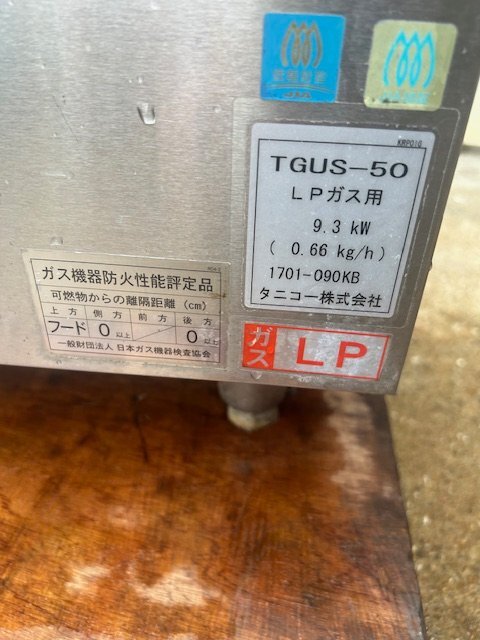 KRP010
TGUS-50
LPガス用
9.3 kW
( 0.66 kg/h )
1701-090KB
タニコー株式会社
ガス機器防火性能評定品
可燃物からの離隔距離 (cm)
上方 側方 前方 後方
フード 0 以上 0 以上
一般財団法人 日本ガス機器検査協会
ガス LP